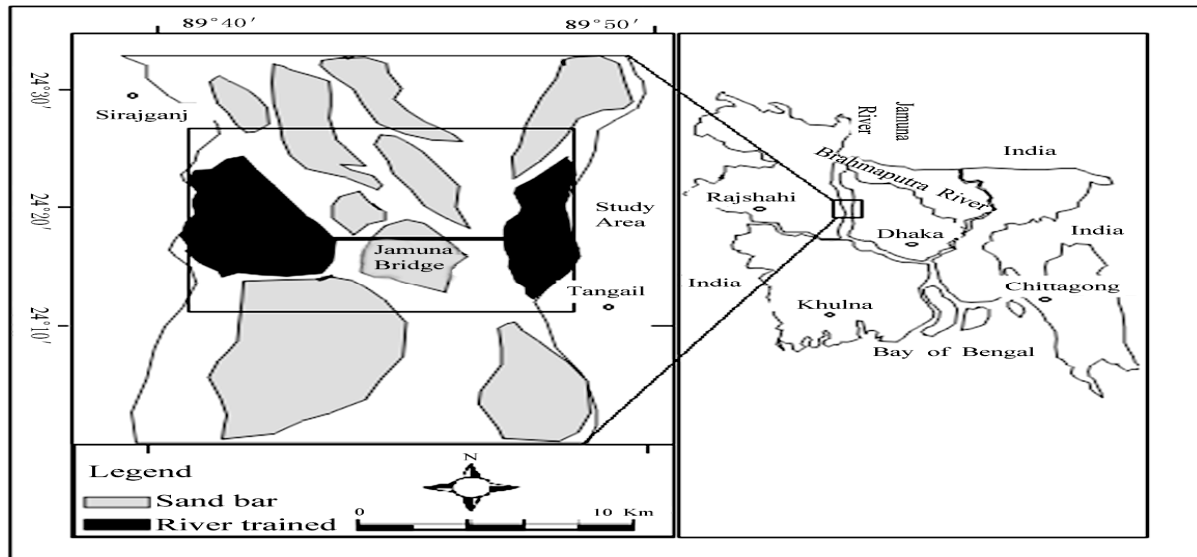 89°40′
89°50′
24°30′
24°20′
24°10′
Sirajganj
Study
Area
Jamuna
Bridge
Tangail
Legend
Sand bar
River trained
N
0
10 Km
Jamuna
River
Brahmaputra River
India
Rajshahi
Dhaka
India
India
Chittagong
Khulna
Bay of Bengal